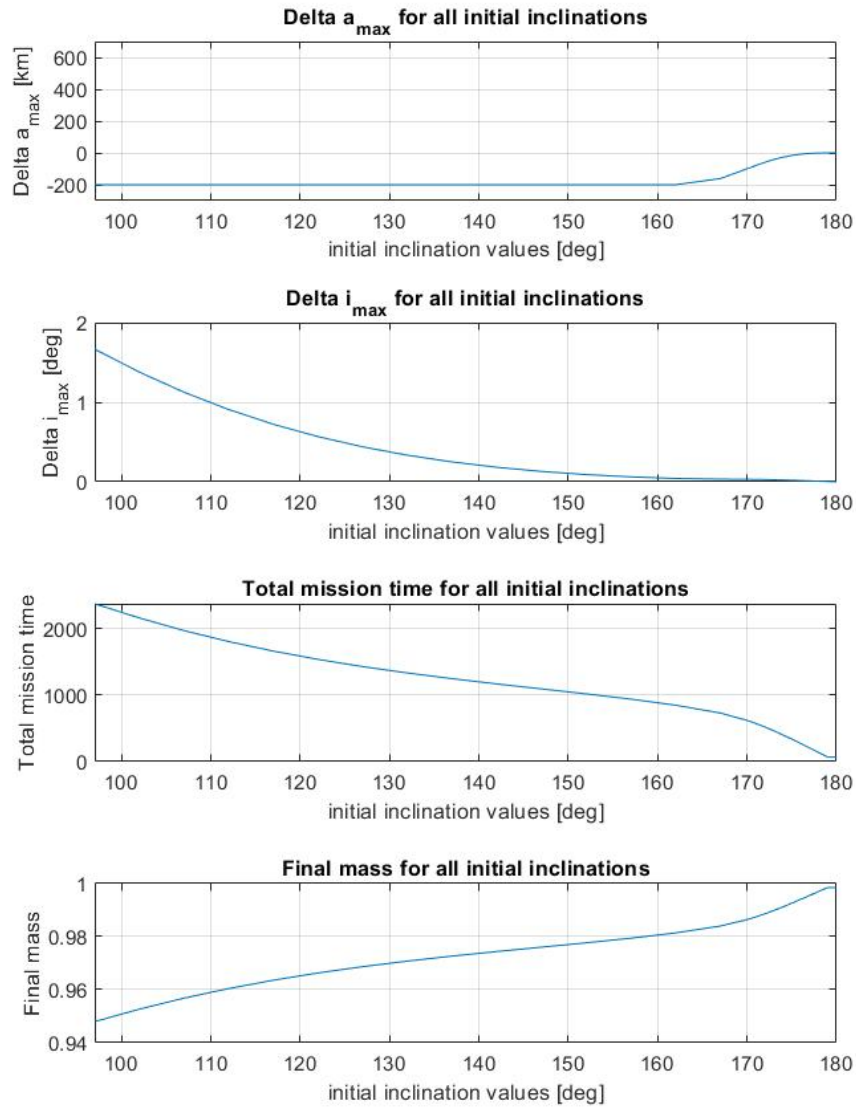 Delta a_max for all initial inclinations
Delta a_max [km]
600
400
200
0
-200
100 110 120 130 140 150 160 170 180
initial inclination values [deg]
Delta i_max for all initial inclinations
Delta i_max [deg]
2
1
0
100 110 120 130 140 150 160 170 180
initial inclination values [deg]
Total mission time for all initial inclinations
Total mission time
2000
1000
0
100 110 120 130 140 150 160 170 180
initial inclination values [deg]
Final mass for all initial inclinations
Final mass
1
0.98
0.96
0.94
100 110 120 130 140 150 160 170 180
initial inclination values [deg]